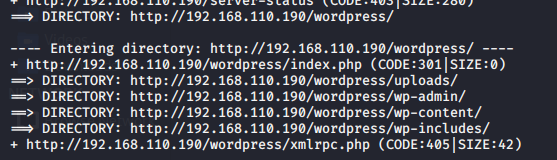 + http://192.168.110.190/server-status (CODE:403|SIZE:280)
==> DIRECTORY: http://192.168.110.190/wordpress/
---- Entering directory: http://192.168.110.190/wordpress/ ----
+ http://192.168.110.190/wordpress/index.php (CODE:301|SIZE:0)
==> DIRECTORY: http://192.168.110.190/wordpress/uploads/
==> DIRECTORY: http://192.168.110.190/wordpress/wp-admin/
==> DIRECTORY: http://192.168.110.190/wordpress/wp-content/
==> DIRECTORY: http://192.168.110.190/wordpress/wp-includes/
+ http://192.168.110.190/wordpress/xmlrpc.php (CODE:405|SIZE:42)